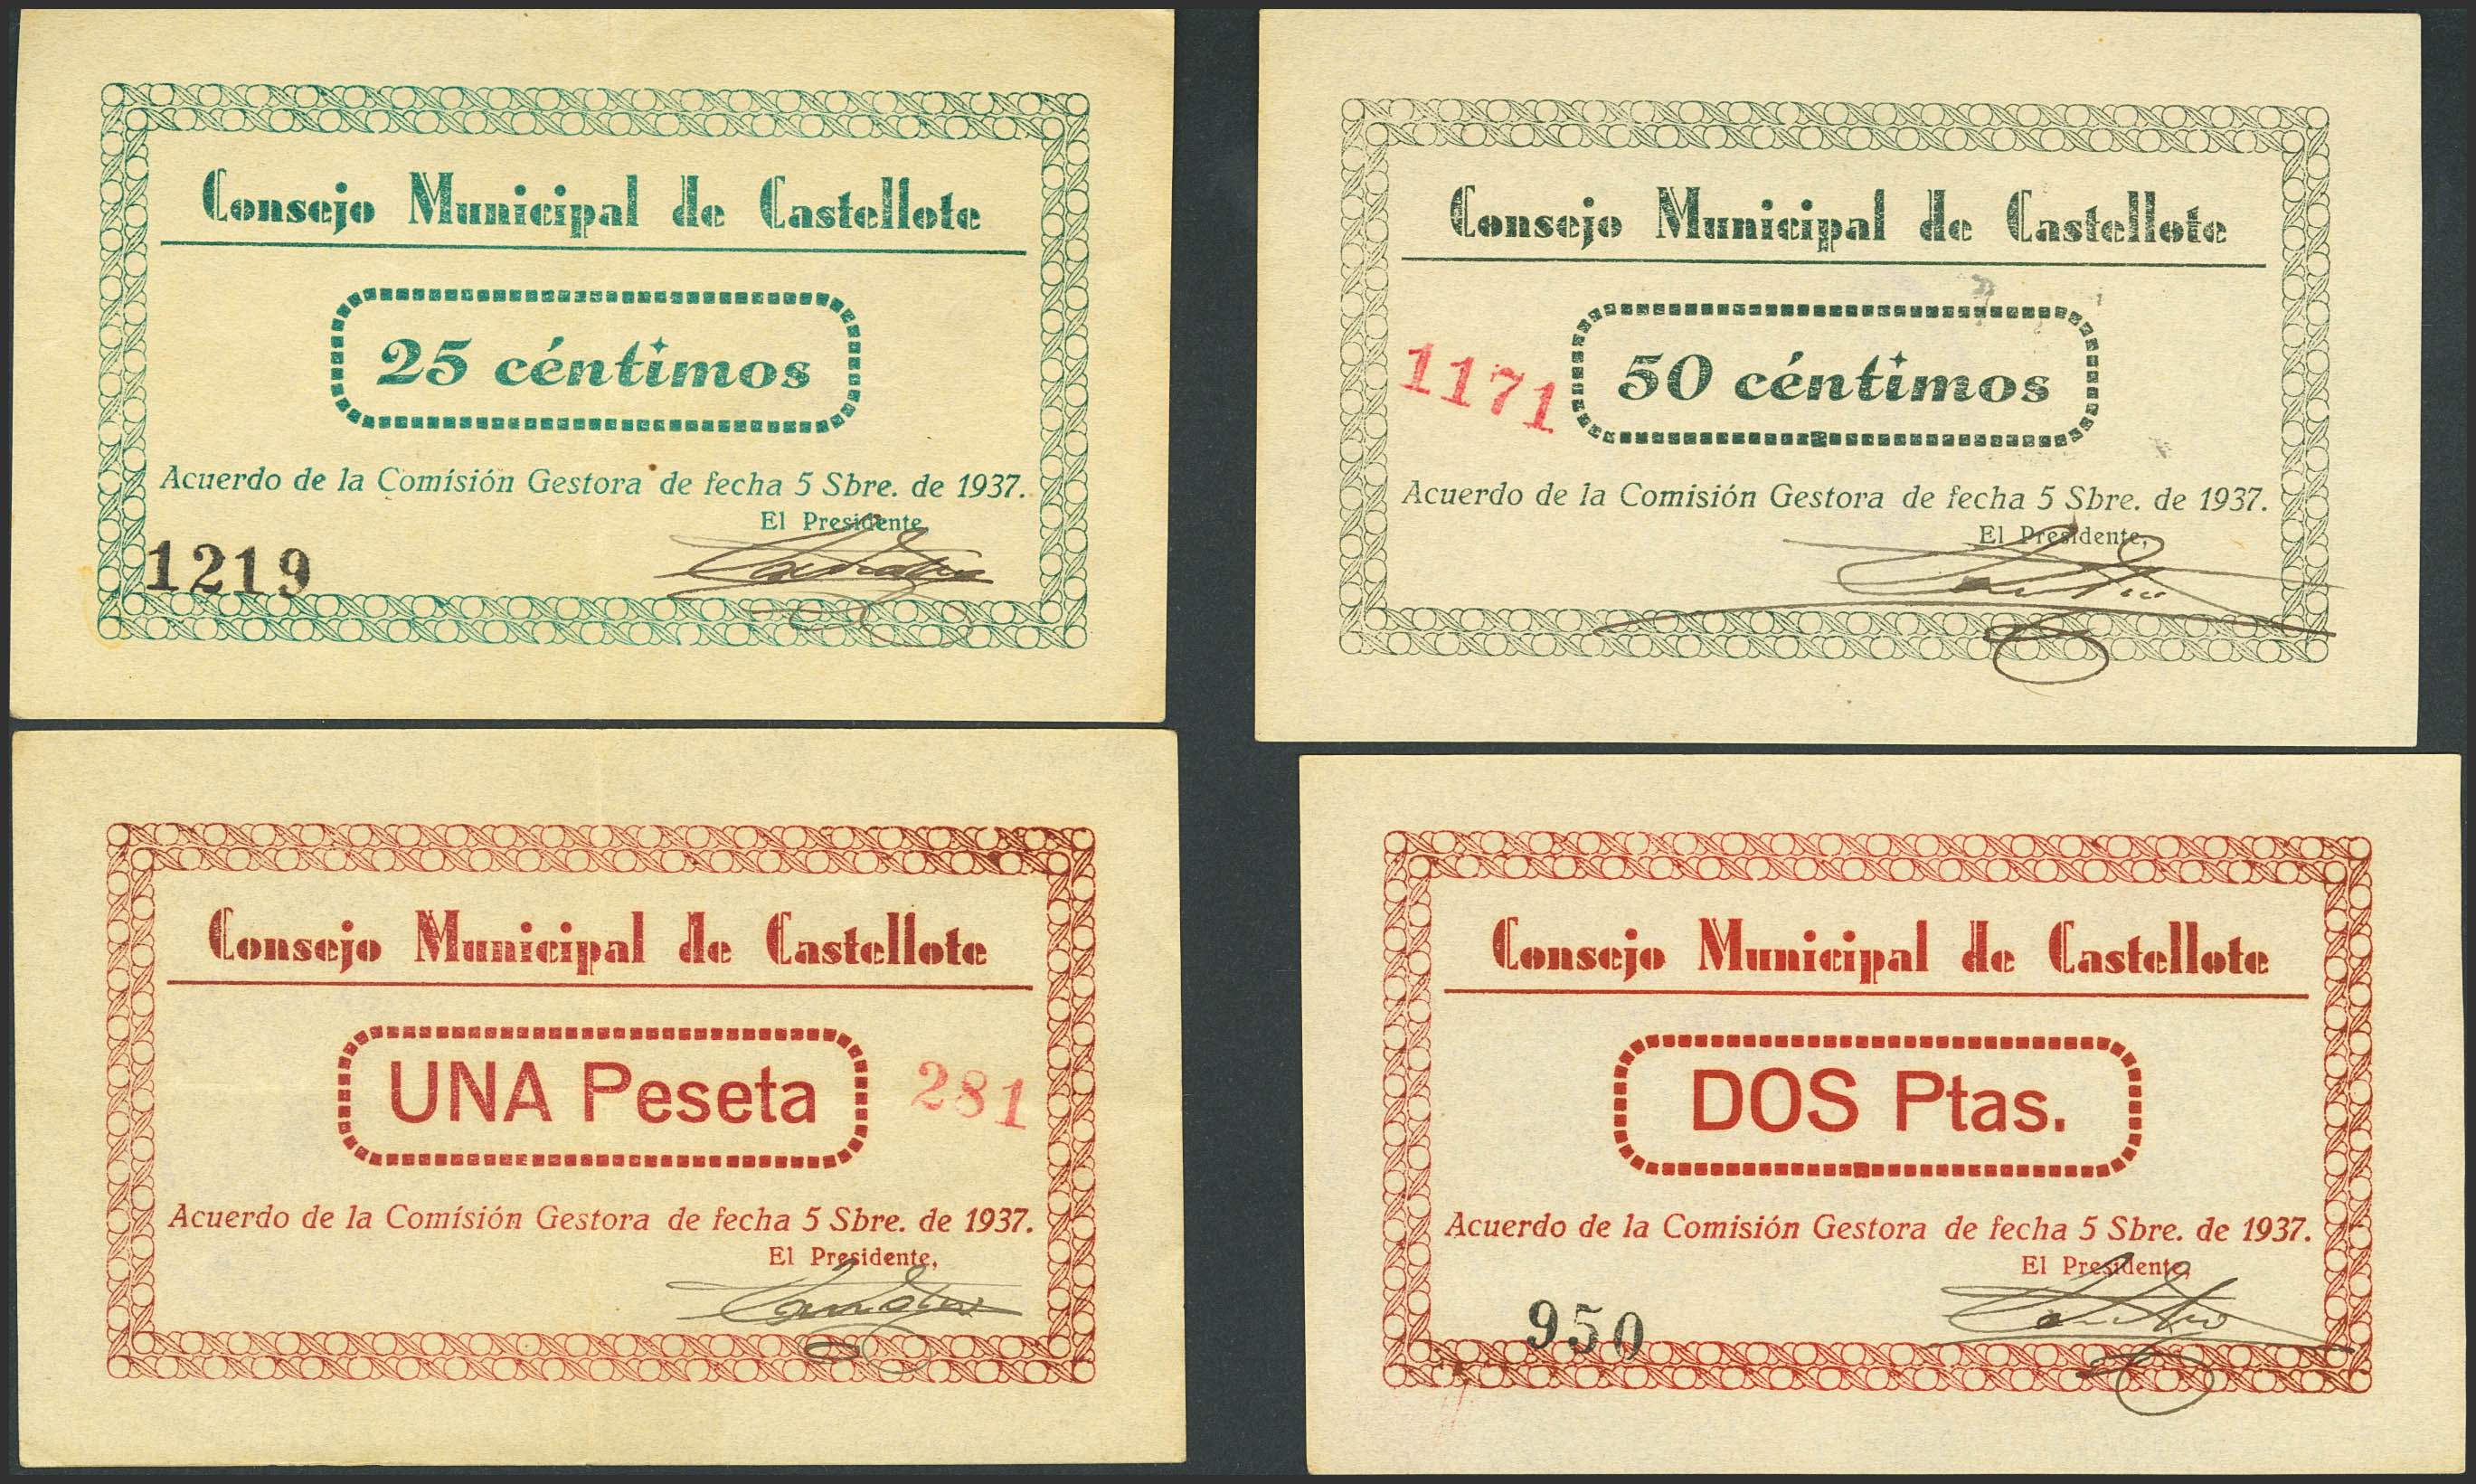 Consejo Municipal de Castellote
25 céntimos
Acuerdo de la Comisión Gestora de fecha 5 Sbre. de 1937.
El Presidente,
1219
Consejo Municipal de Castellote
1171
50 céntimos
Acuerdo de la Comisión Gestora de fecha 5 Sbre. de 1937.
El Presidente,
Consejo Municipal de Castellote
UNA Peseta
281
Acuerdo de la Comisión Gestora de fecha 5 Sbre. de 1937.
El Presidente,
Consejo Municipal de Castellote
DOS Ptas.
Acuerdo de la Comisión Gestora de fecha 5 Sbre. de 1937.
El Presidente,
950